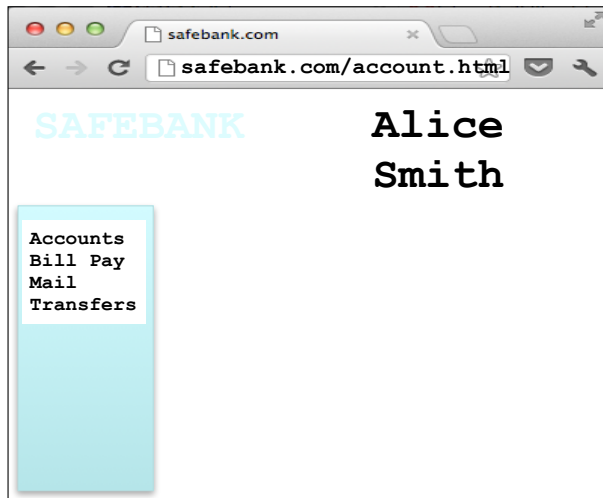 safebank.com
safebank.com/account.html
SAFEBANK
Alice
Smith
Accounts
Bill Pay
Mail
Transfers